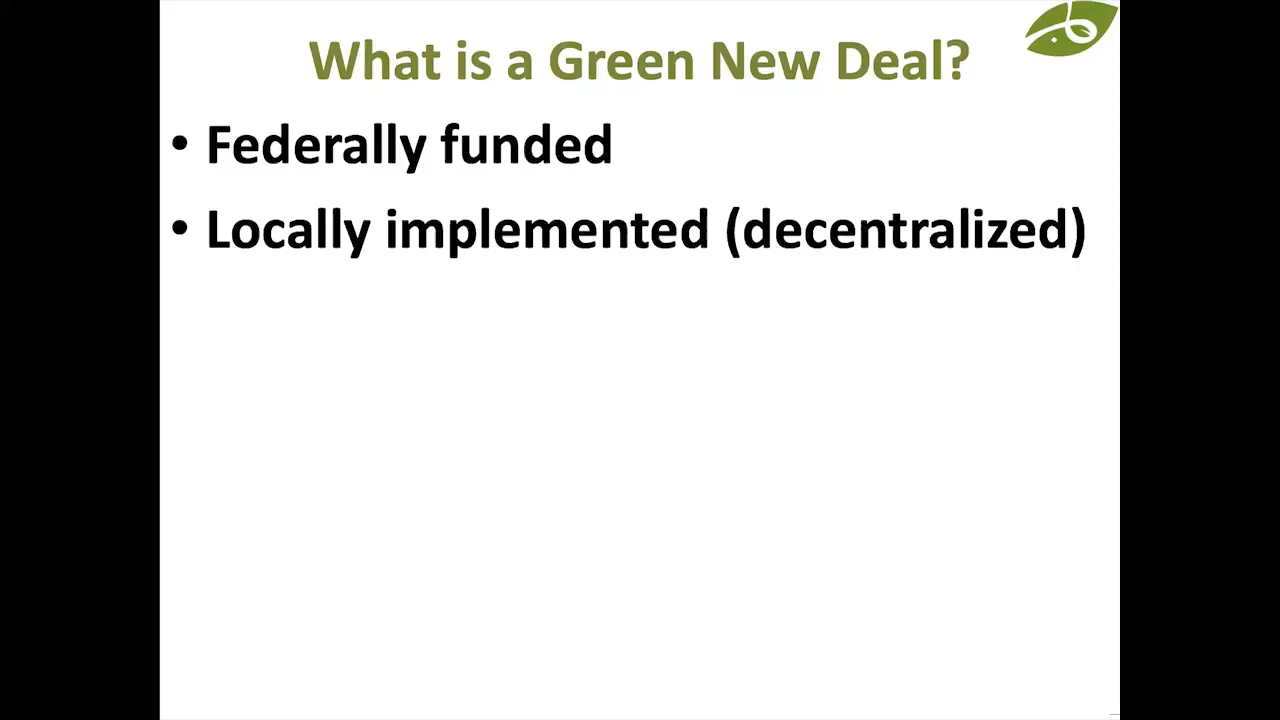 What is a Green New Deal?
• Federally funded
• Locally implemented (decentralized)